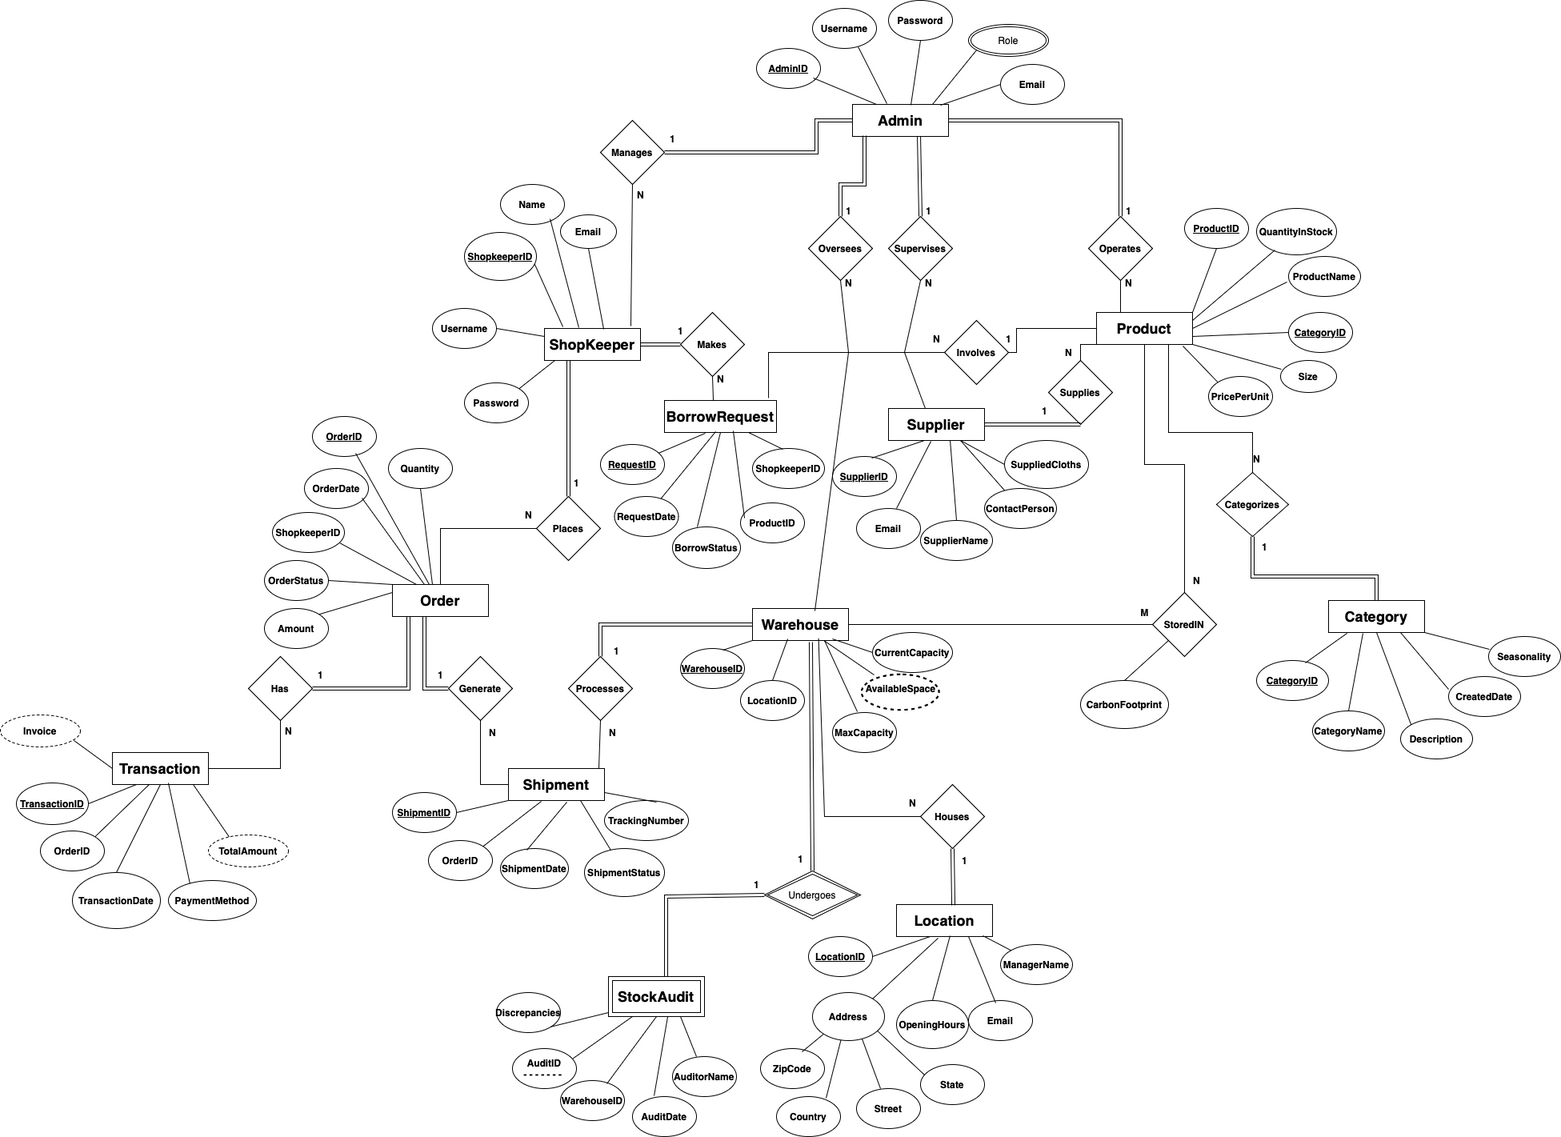 Password
Username
Role
AdminID
Email
Admin
1
Manages
N
Name
Email
ShopkeeperID
1
Oversees
N
1
Supervises
N
1
Operates
N
ProductID
QuantityInStock
ProductName
CategoryID
Size
PricePerUnit
Product
Username
ShopKeeper
Password
1
Makes
N
N
Involves
1
N
Supplies
1
BorrowRequest
RequestID
RequestDate
BorrowStatus
ProductID
ShopkeeperID
Supplier
SupplierID
Email
SupplierName
ContactPerson
SuppliedCloths
N
Categorizes
1
OrderID
Quantity
OrderDate
ShopkeeperID
OrderStatus
Amount
Order
1
N
Places
Warehouse
WarehouseID
LocationID
CurrentCapacity
AvailableSpace
MaxCapacity
M
N
StoredIN
CarbonFootprint
Category
CategoryID
CategoryName
Description
CreatedDate
Seasonality
Has
1
N
1
Generate
N
1
Processes
N
Invoice
Transaction
TransactionID
OrderID
TransactionDate
PaymentMethod
TotalAmount
Shipment
ShipmentID
OrderID
ShipmentDate
ShipmentStatus
TrackingNumber
N
Houses
1
1
1
Undergoes
Location
LocationID
Address
OpeningHours
Email
ManagerName
ZipCode
Country
Street
State
StockAudit
Discrepancies
AuditID
WarehouseID
AuditDate
AuditorName